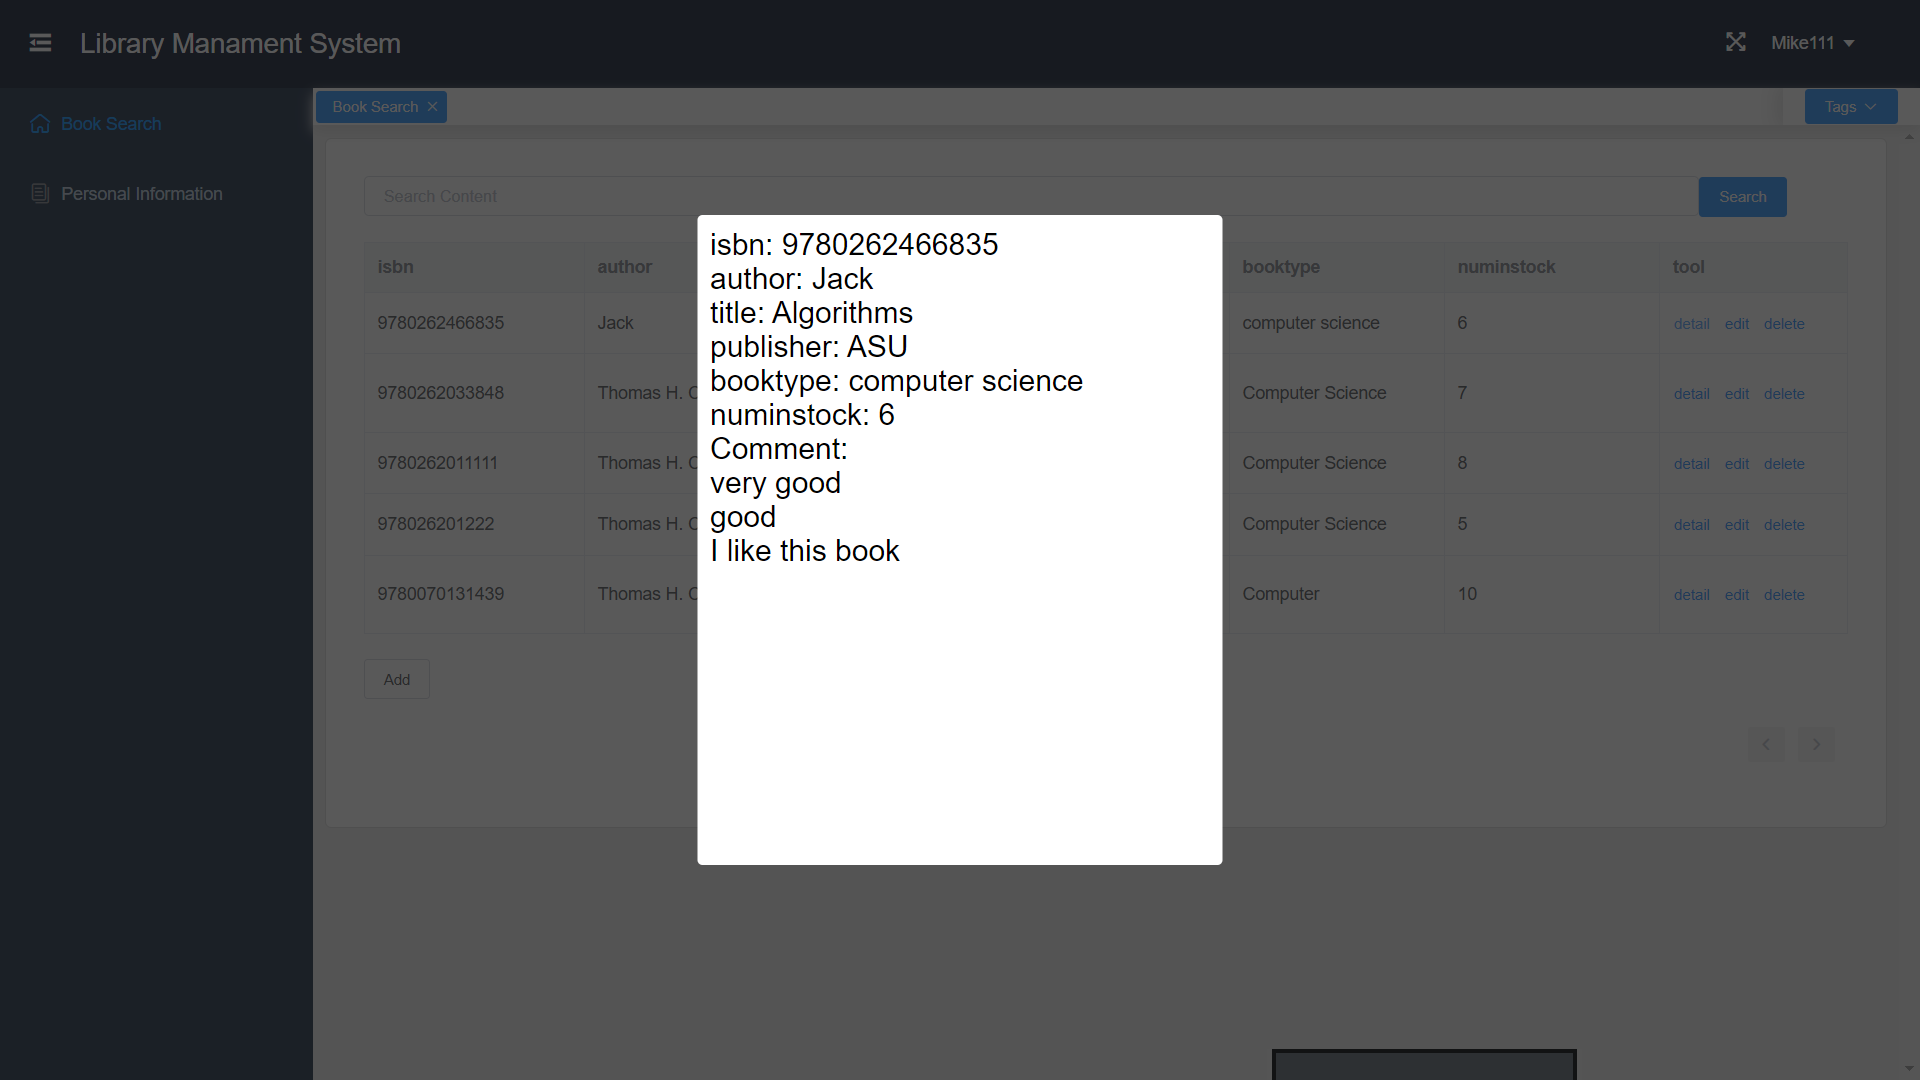 Library Manament System
Mike111
Book Search
Personal Information
Book Search
Tags
Search Content
Search
isbn author booktype numinstock tool
9780262466835 Jack computer science 6 detail edit delete
9780262033848 Thomas H. Computer Science 7 detail edit delete
9780262011111 Thomas H. Computer Science 8 detail edit delete
978026201222 Thomas H. Computer Science 5 detail edit delete
9780070131439 Thomas H. Computer 10 detail edit delete
Add
isbn: 9780262466835
author: Jack
title: Algorithms
publisher: ASU
booktype: computer science
numinstock: 6
Comment:
very good
good
I like this book